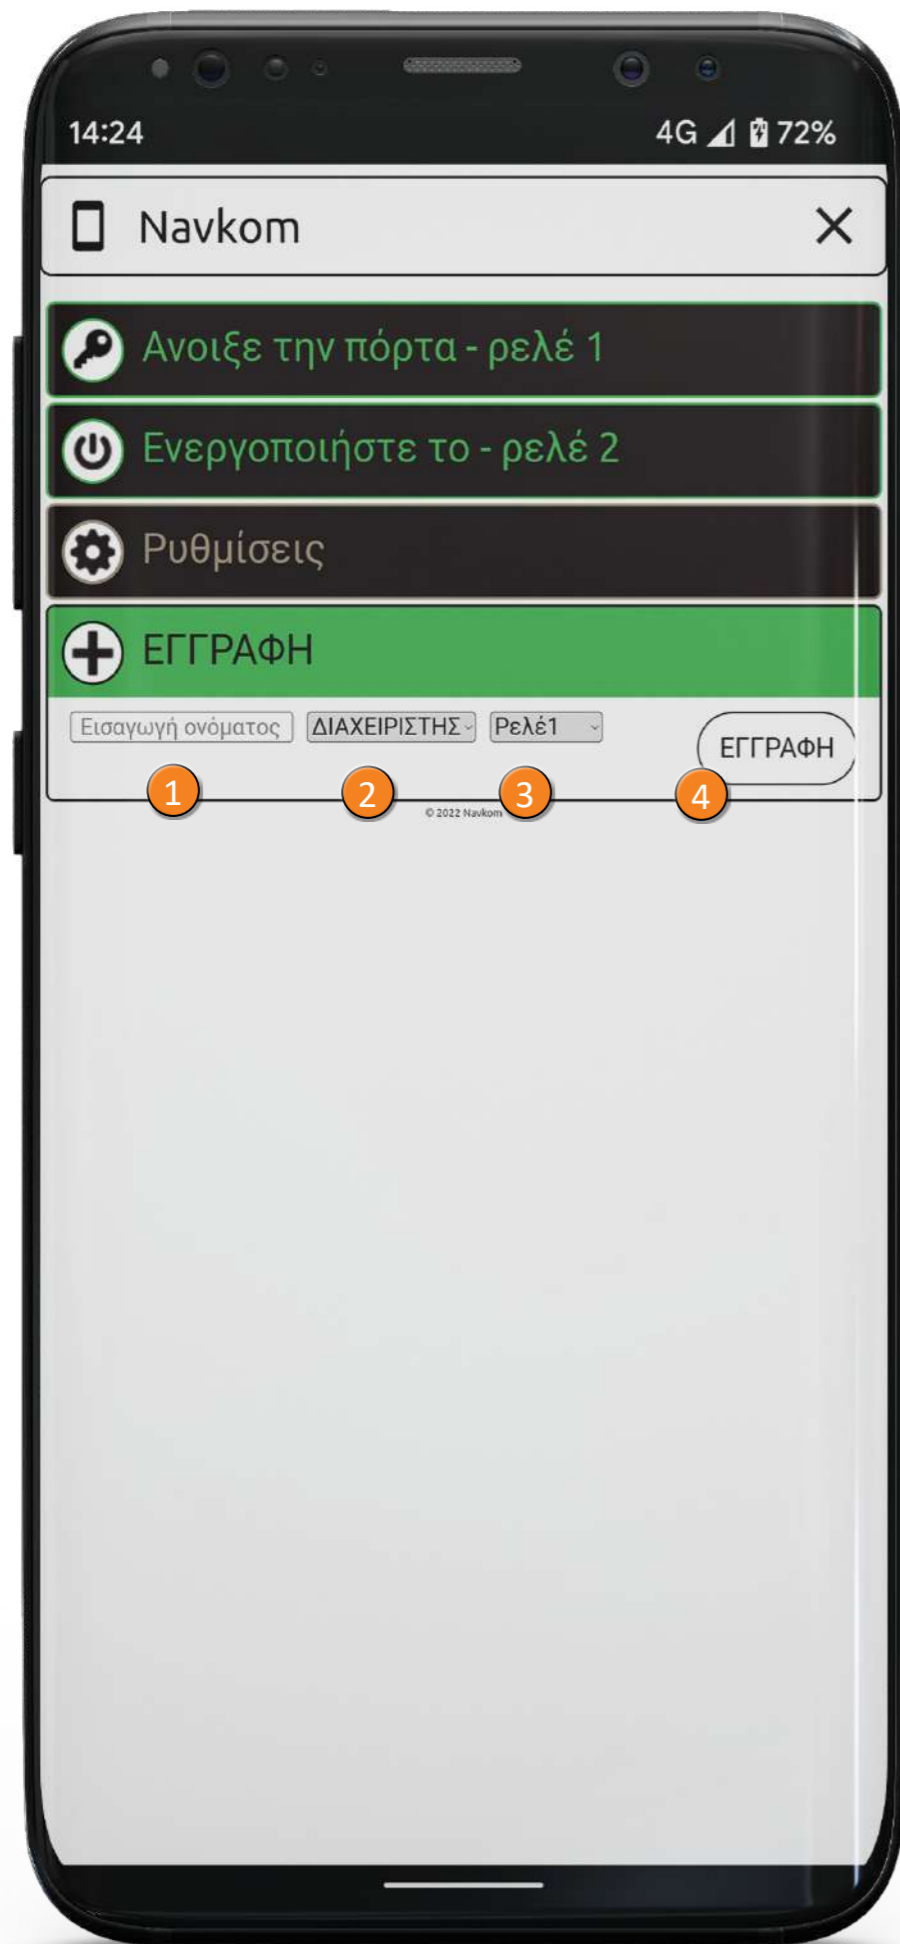 14:24 4G 72%
Navkom
Ανοιξε την πόρτα - ρελέ 1
Ενεργοποιήστε το - ρελέ 2
Ρυθμίσεις
ΕΓΓΡΑΦΗ
Εισαγωγή ονόματος ΔΙΑΧΕΙΡΙΣΤΗΣ Ρελέ1 ΕΓΓΡΑΦΗ
1 2 3 4
© 2022 Navkom